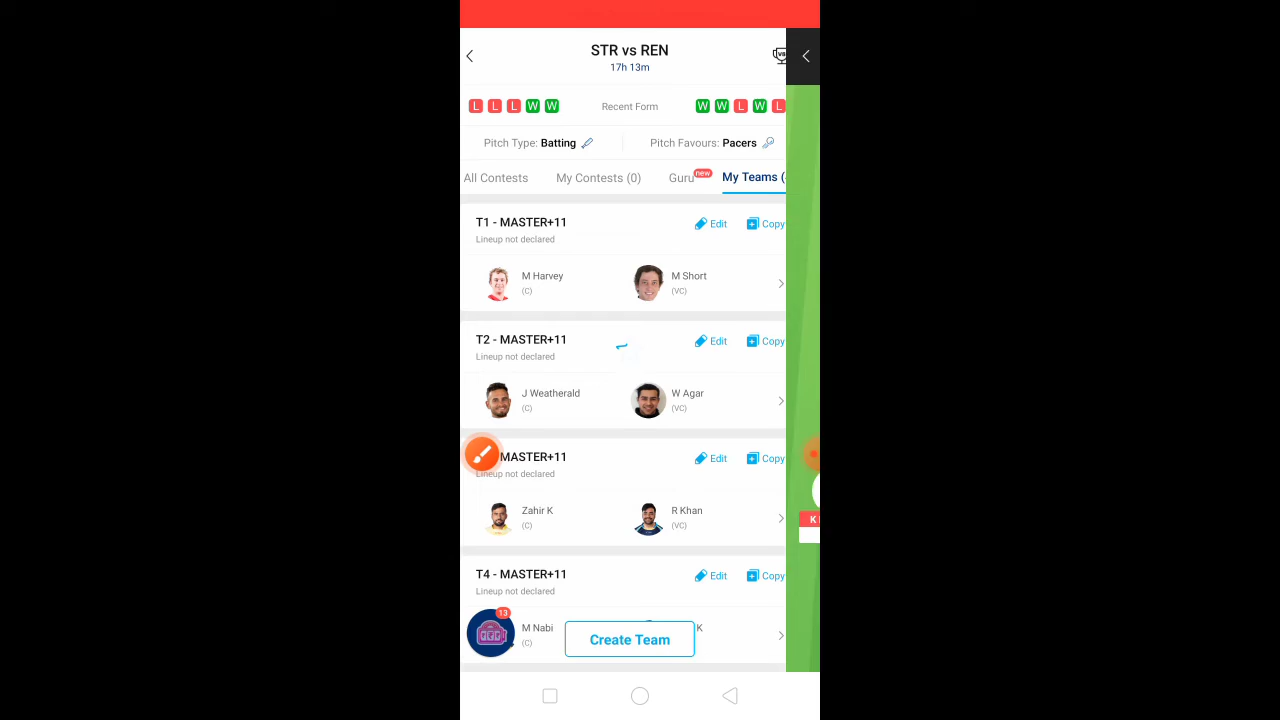 STR vs REN
17h 13m
L L L W W Recent Form W W L W L
Pitch Type: Batting Pitch Favours: Pacers
All Contests My Contests (0) Guru new My Teams (
T1 - MASTER+11 Edit Copy
Lineup not declared
M Harvey M Short
(C) (VC)
T2 - MASTER+11 Edit Copy
Lineup not declared
J Weatherald W Agar
(C) (VC)
MASTER+11 Edit Copy
Lineup not declared
Zahir K R Khan
(C) (VC)
K
T4 - MASTER+11 Edit Copy
Lineup not declared
13
M Nabi K
(C)
Create Team